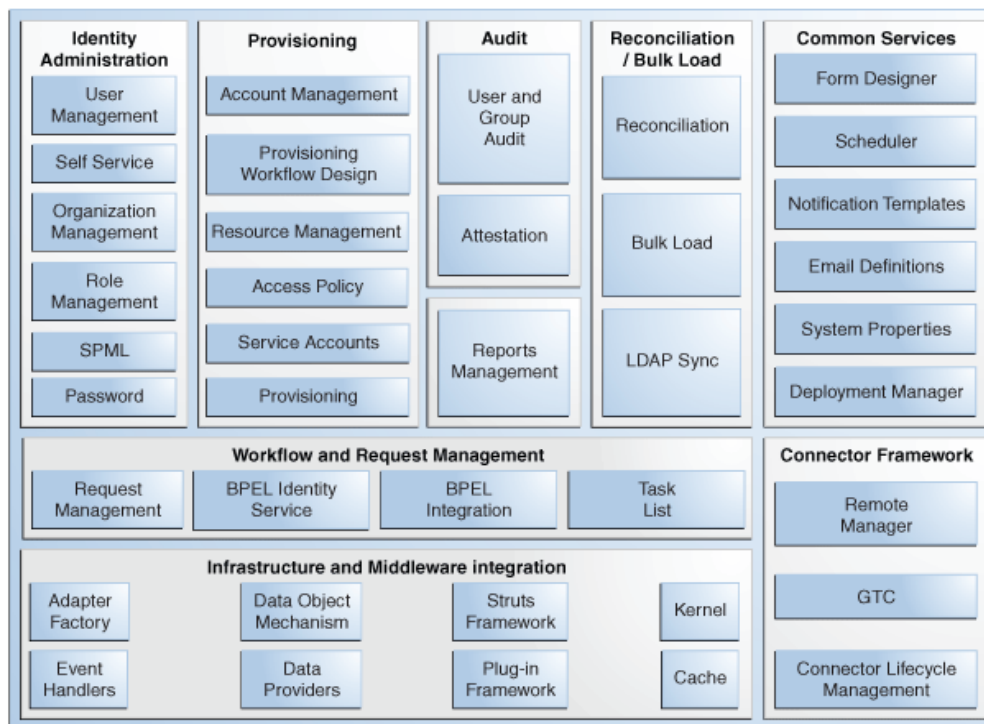 Identity
Administration
User
Management
Self Service
Organization
Management
Role
Management
SPML
Password
Provisioning
Account Management
Provisioning
Workflow Design
Resource Management
Access Policy
Service Accounts
Provisioning
Audit
User and
Group
Audit
Attestation
Reports
Management
Reconciliation
/ Bulk Load
Reconciliation
Bulk Load
LDAP Sync
Common Services
Form Designer
Scheduler
Notification Templates
Email Definitions
System Properties
Deployment Manager
Workflow and Request Management
Request
Management
BPEL Identity
Service
BPEL
Integration
Task
List
Connector Framework
Remote
Manager
GTC
Connector Lifecycle
Management
Infrastructure and Middleware integration
Adapter
Factory
Data Object
Mechanism
Struts
Framework
Kernel
Event
Handlers
Data
Providers
Plug-in
Framework
Cache